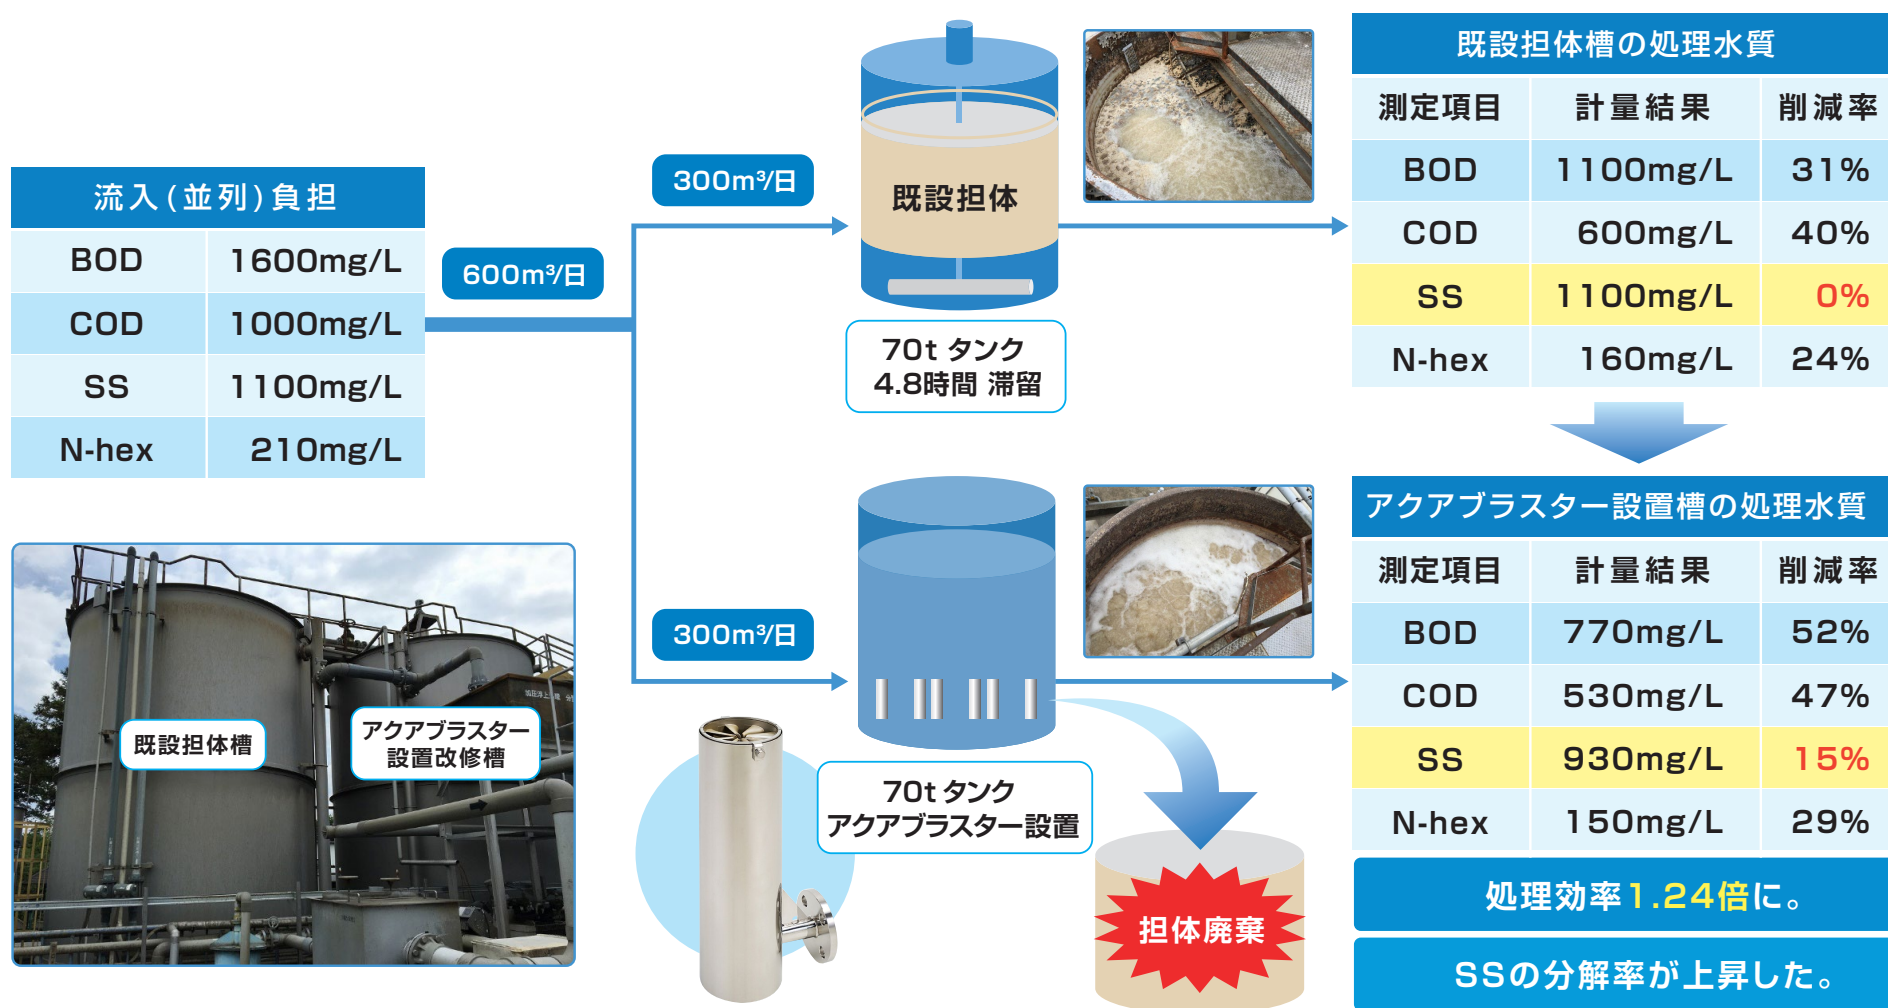 流入(並列)負担
BOD 1600mg/L
COD 1000mg/L
SS 1100mg/L
N-hex 210mg/L
600m³/日
300m³/日
既設担体
70t タンク
4.8時間 滞留
既設担体槽の処理水質
測定項目 計量結果 削減率
BOD 1100mg/L 31%
COD 600mg/L 40%
SS 1100mg/L 0%
N-hex 160mg/L 24%
300m³/日
70t タンク
アクアブラスター設置
担体廃棄
アクアブラスター設置槽の処理水質
測定項目 計量結果 削減率
BOD 770mg/L 52%
COD 530mg/L 47%
SS 930mg/L 15%
N-hex 150mg/L 29%
処理効率1.24倍に。
SSの分解率が上昇した。
既設担体槽
アクアブラスター
設置改修槽